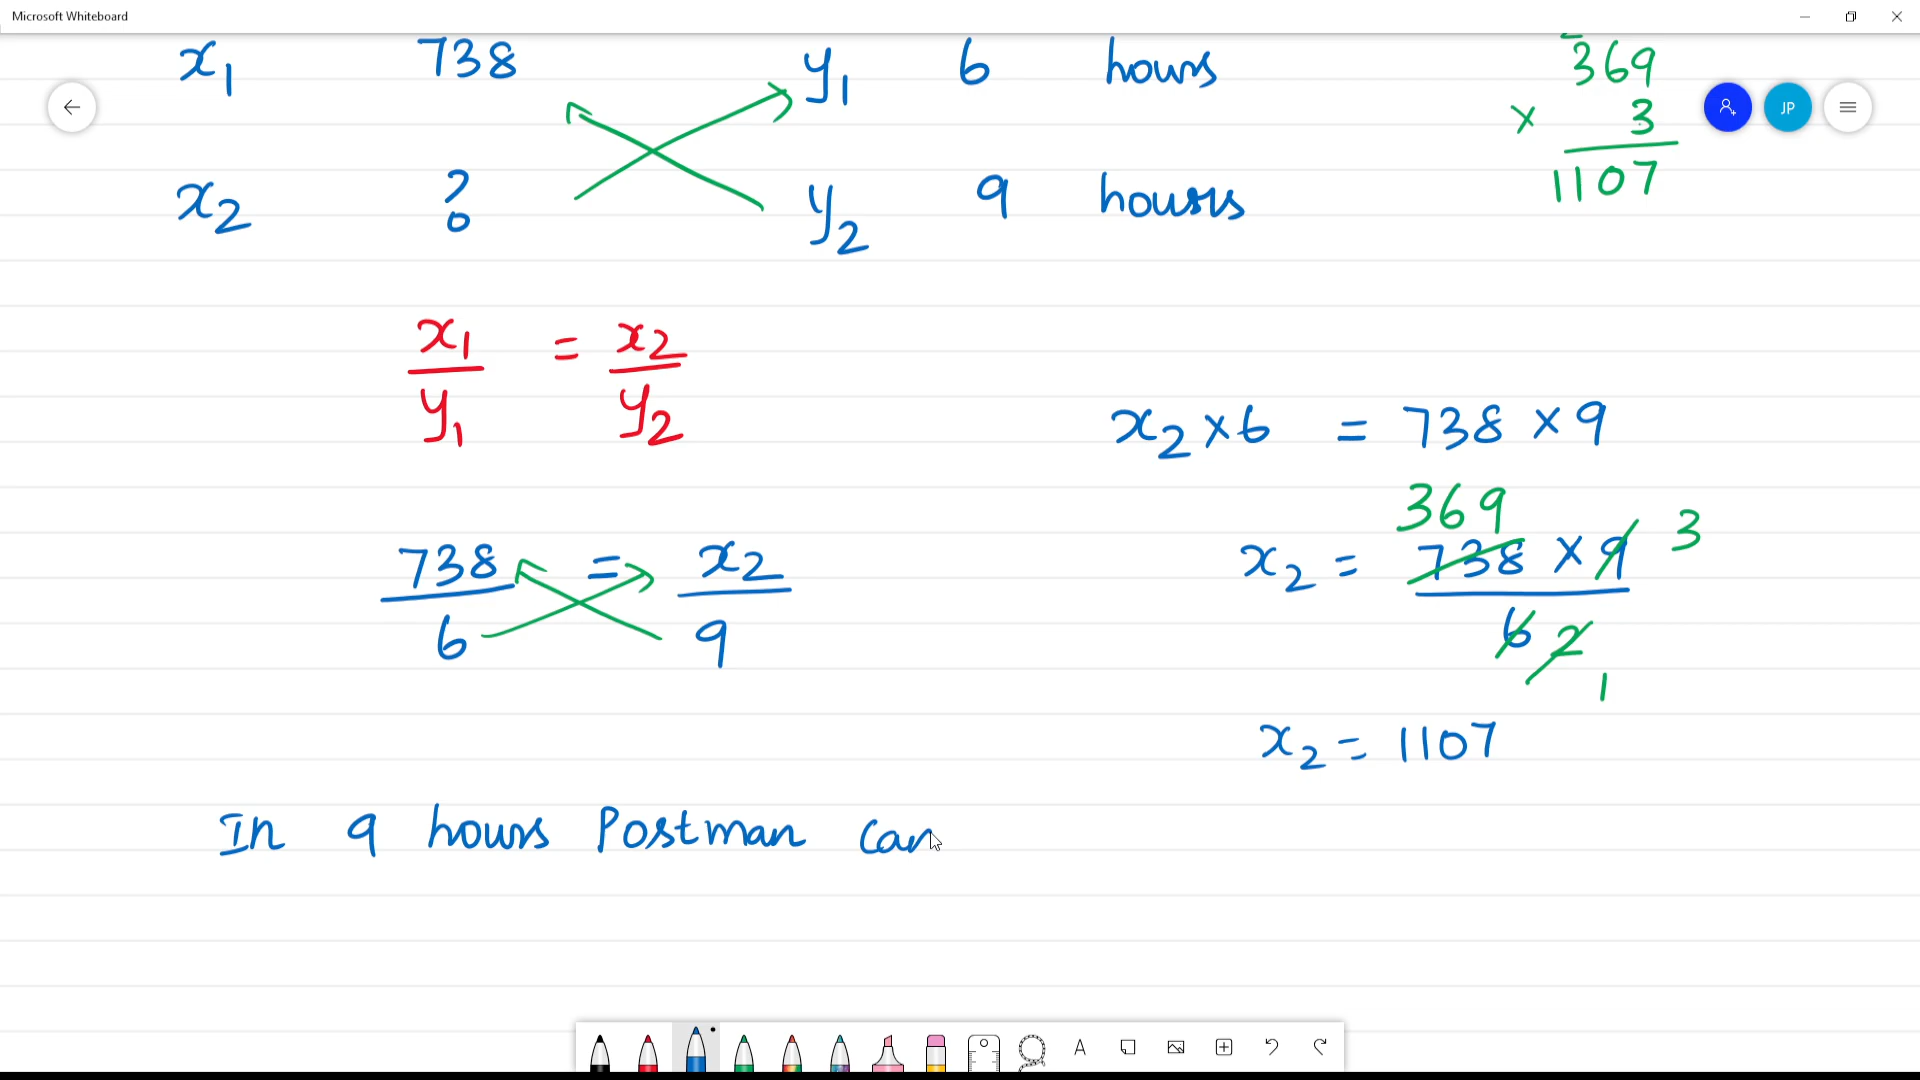 Microsoft Whiteboard
x1 738 y1 6 hours
x2 ? y2 9 hours
369
× 3
1107
JP
x1 = x2
y1 y2
x2 × 6 = 738 × 9
369
738 = x2
6 9
x2 = 738 × 9 3
6 2
1
x2 = 1107
In 9 hours Postman can
A